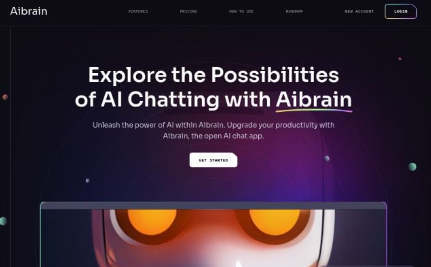 Aibrain
FEATURES
PRICING
HOW TO USE
ROADMAP
NEW ACCOUNT
LOGIN
Explore the Possibilities
of AI Chatting with Aibrain
Unleash the power of AI within Aibrain. Upgrade your productivity with
Aibrain, the open AI chat app.
GET STARTED